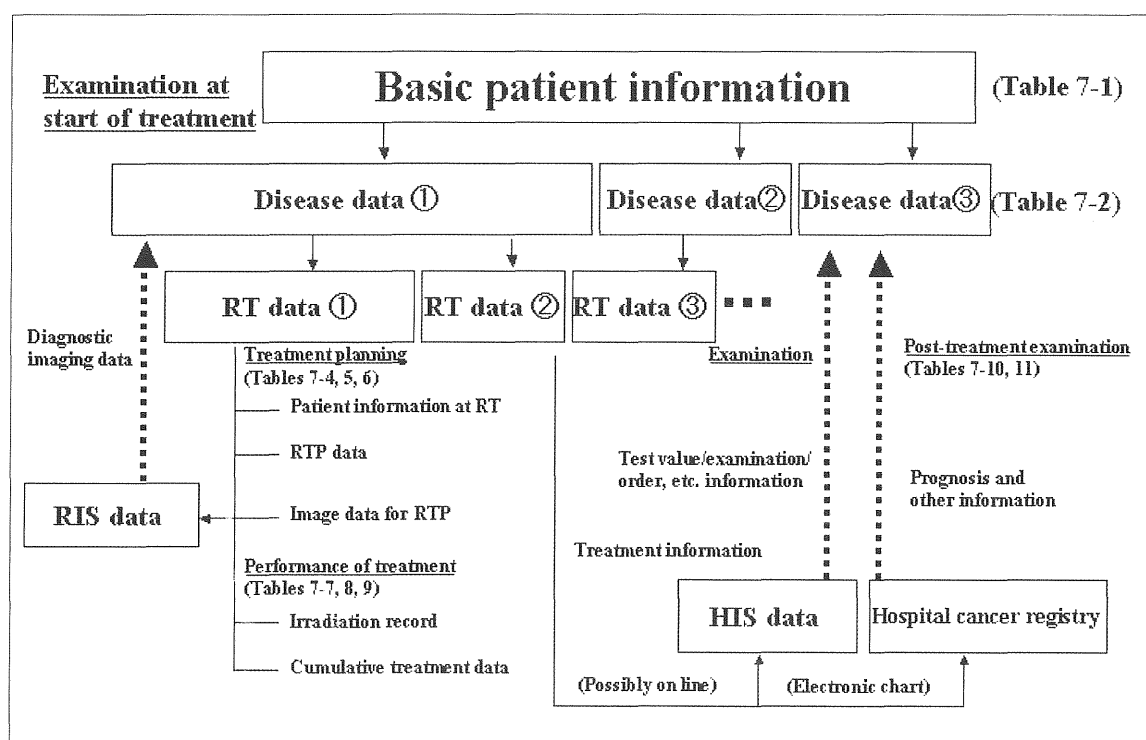 Examination at
start of treatment
Basic patient information
(Table 7-1)
Disease data ①
Disease data②
Disease data③
(Table 7-2)
RT data ①
RT data ②
RT data ③
Diagnostic
imaging data
Treatment planning
(Tables 7-4, 5, 6)
Patient information at RT
RTP data
Image data for RTP
RIS data
Performance of treatment
(Tables 7-7, 8, 9)
Irradiation record
Cumulative treatment data
Examination
Post-treatment examination
(Tables 7-10, 11)
Test value/examination/
order, etc. information
Prognosis and
other information
Treatment information
HIS data
Hospital cancer registry
(Possibly on line)
(Electronic chart)